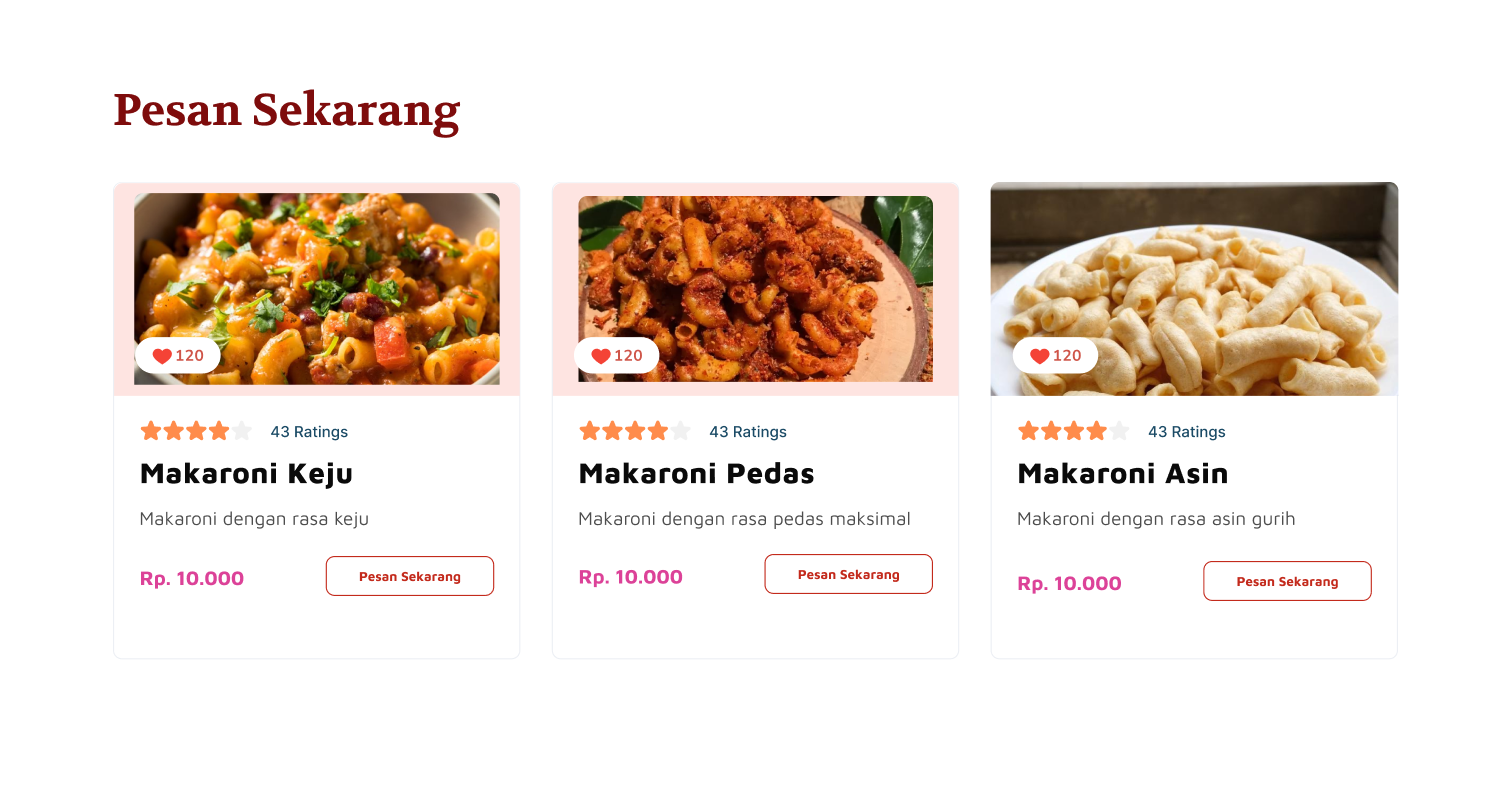 Pesan Sekarang
120
43 Ratings
Makaroni Keju
Makaroni dengan rasa keju
Rp. 10.000
Pesan Sekarang
120
43 Ratings
Makaroni Pedas
Makaroni dengan rasa pedas maksimal
Rp. 10.000
Pesan Sekarang
120
43 Ratings
Makaroni Asin
Makaroni dengan rasa asin gurih
Rp. 10.000
Pesan Sekarang